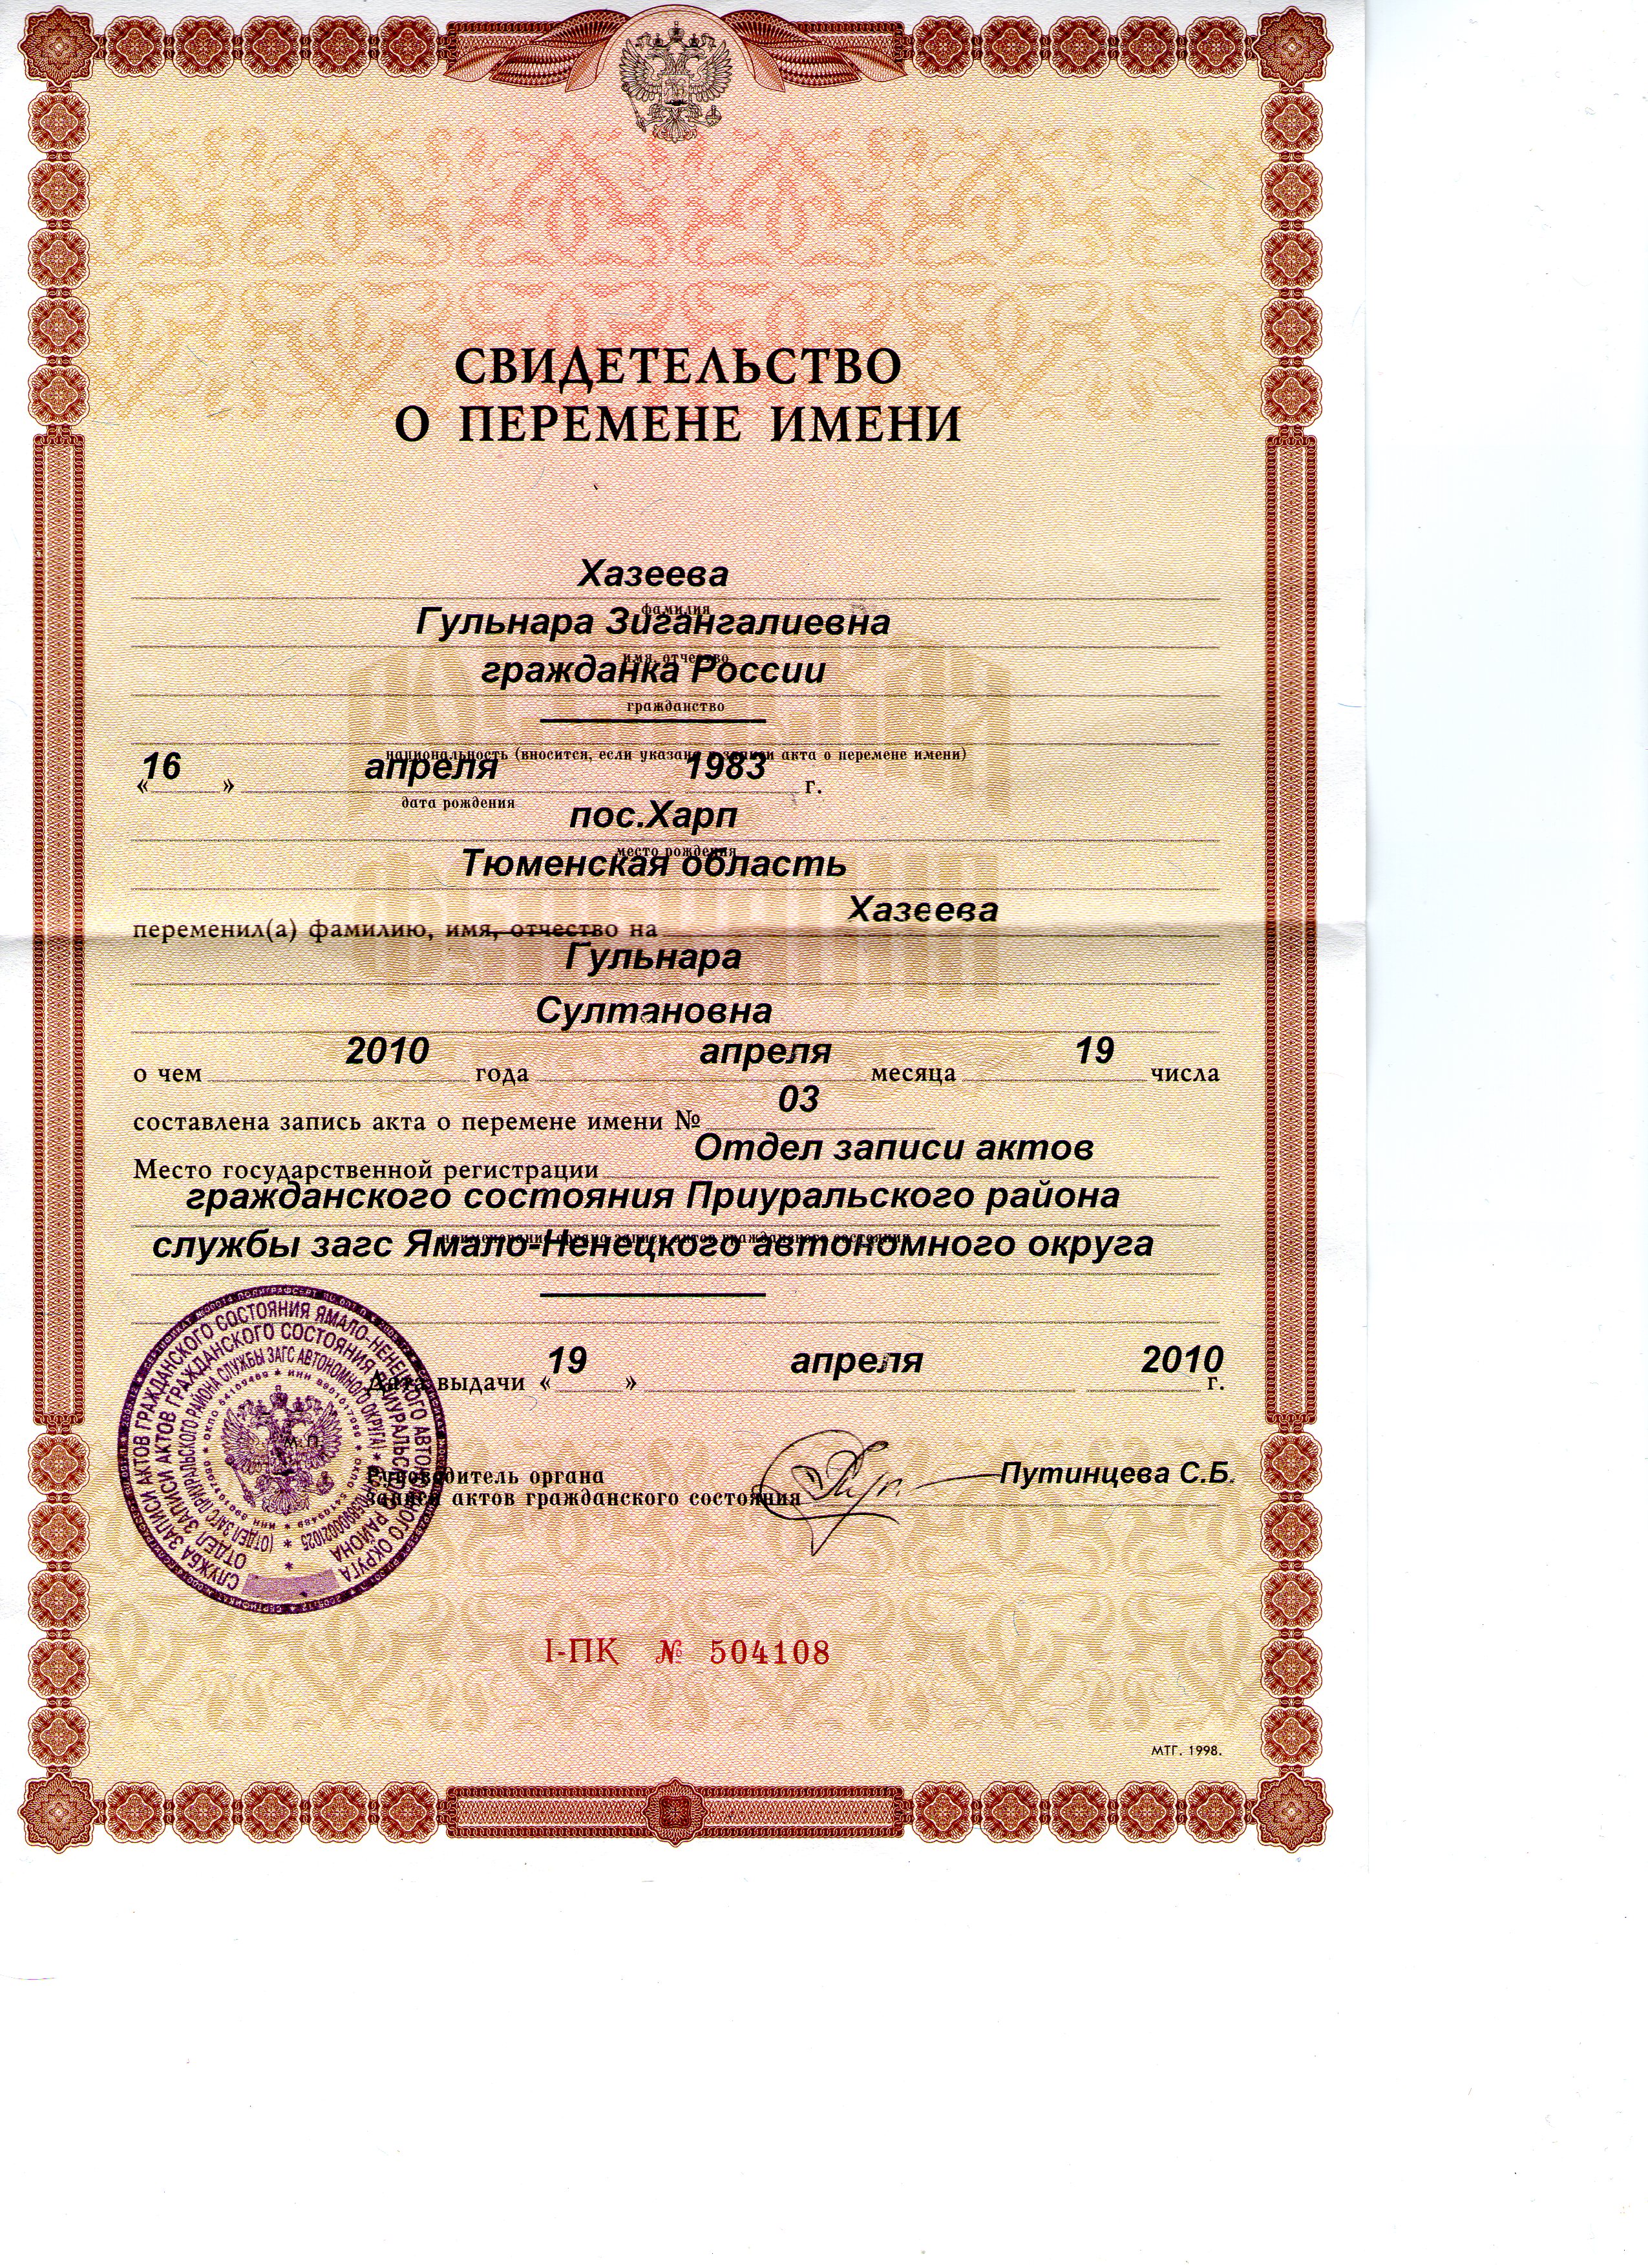 СВИДЕТЕЛЬСТВО
О ПЕРЕМЕНЕ ИМЕНИ
Хазеева
фамилия
Гульнара Зигангалиевна
имя, отчество
гражданка России
гражданство
национальность (вносится, если указано в записи акта о перемене имени)
« 16 » апреля 1983 г.
дата рождения
пос.Харп
место рождения
Тюменская область
переменил(а) фамилию, имя, отчество на Хазеева
Гульнара
Султановна
о чем 2010 года апреля месяца 19 числа
составлена запись акта о перемене имени № 03
Место государственной регистрации Отдел записи актов
гражданского состояния Приуральского района
наименование органа записи актов гражданского состояния
службы загс Ямало-Ненецкого автономного округа
Дата выдачи « 19 » апреля 2010 г.
М.П.
Руководитель органа
записи актов гражданского состояния Путинцева С.Б.
СЛУЖБА ЗАПИСИ АКТОВ ГРАЖДАНСКОГО СОСТОЯНИЯ ЯМАЛО-НЕНЕЦКОГО АВТОНОМНОГО ОКРУГА
ОТДЕЛ ЗАПИСИ АКТОВ ГРАЖДАНСКОГО СОСТОЯНИЯ ПРИУРАЛЬСКОГО РАЙОНА
(ОТДЕЛ ЗАГС ПРИУРАЛЬСКОГО РАЙОНА СЛУЖБЫ ЗАГС АВТОНОМНОГО ОКРУГА)
I-ПК № 504108
МТГ. 1998.